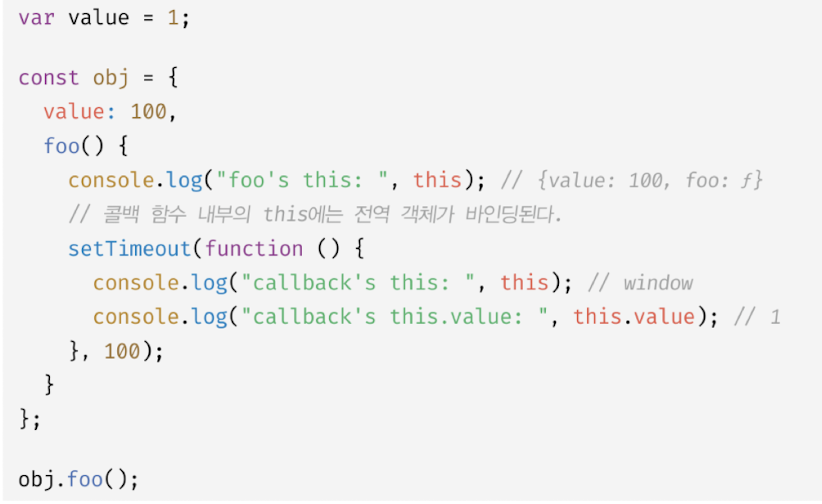 var value = 1;
const obj = {
value: 100,
foo() {
console.log("foo's this: ", this); // {value: 100, foo: ƒ}
// 콜백 함수 내부의 this에는 전역 객체가 바인딩된다.
setTimeout(function () {
console.log("callback's this: ", this); // window
console.log("callback's this.value: ", this.value); // 1
}, 100);
}
};
obj.foo();